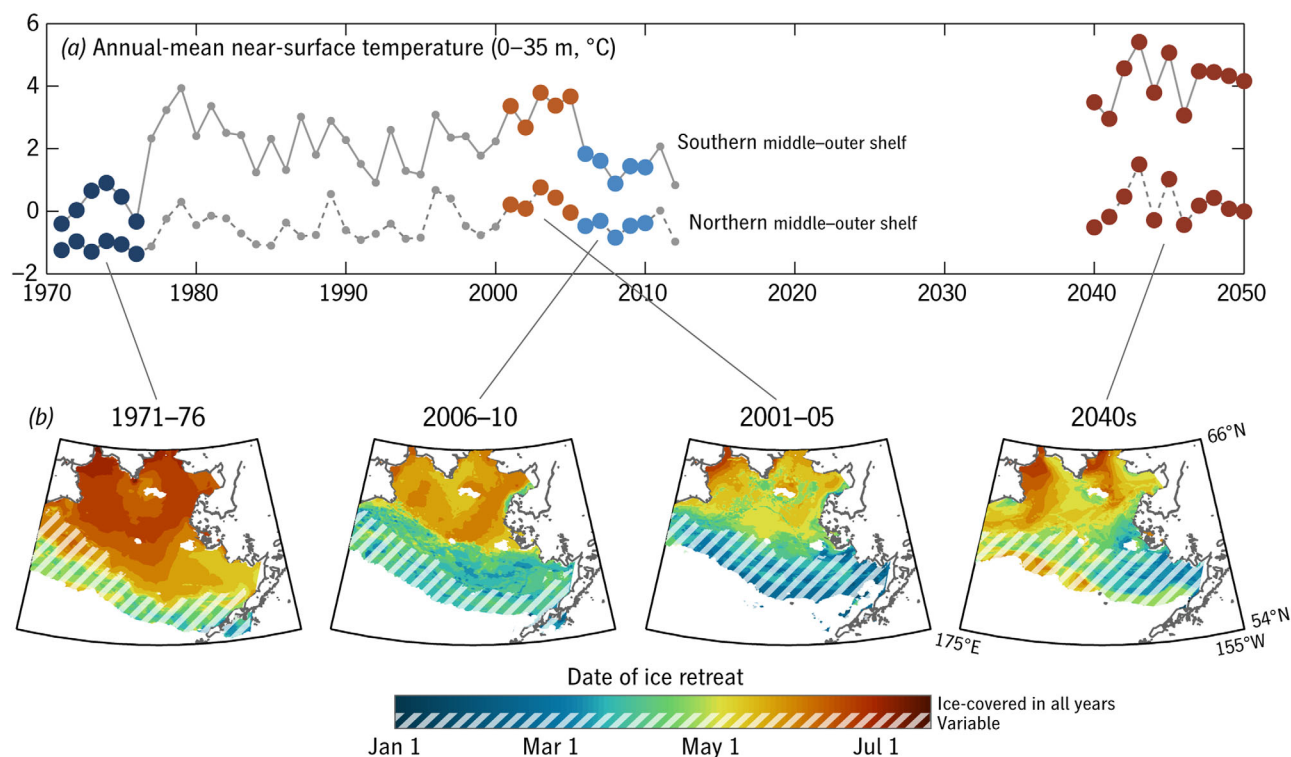 (a) Annual-mean near-surface temperature (0–35 m, °C)
6
4
2
0
−2
Southern middle–outer shelf
Northern middle–outer shelf
1970 1980 1990 2000 2010 2020 2030 2040 2050
(b) 1971–76 2006–10 2001–05 2040s
66°N
54°N
175°E 155°W
Date of ice retreat
Ice-covered in all years
Variable
Jan 1 Mar 1 May 1 Jul 1